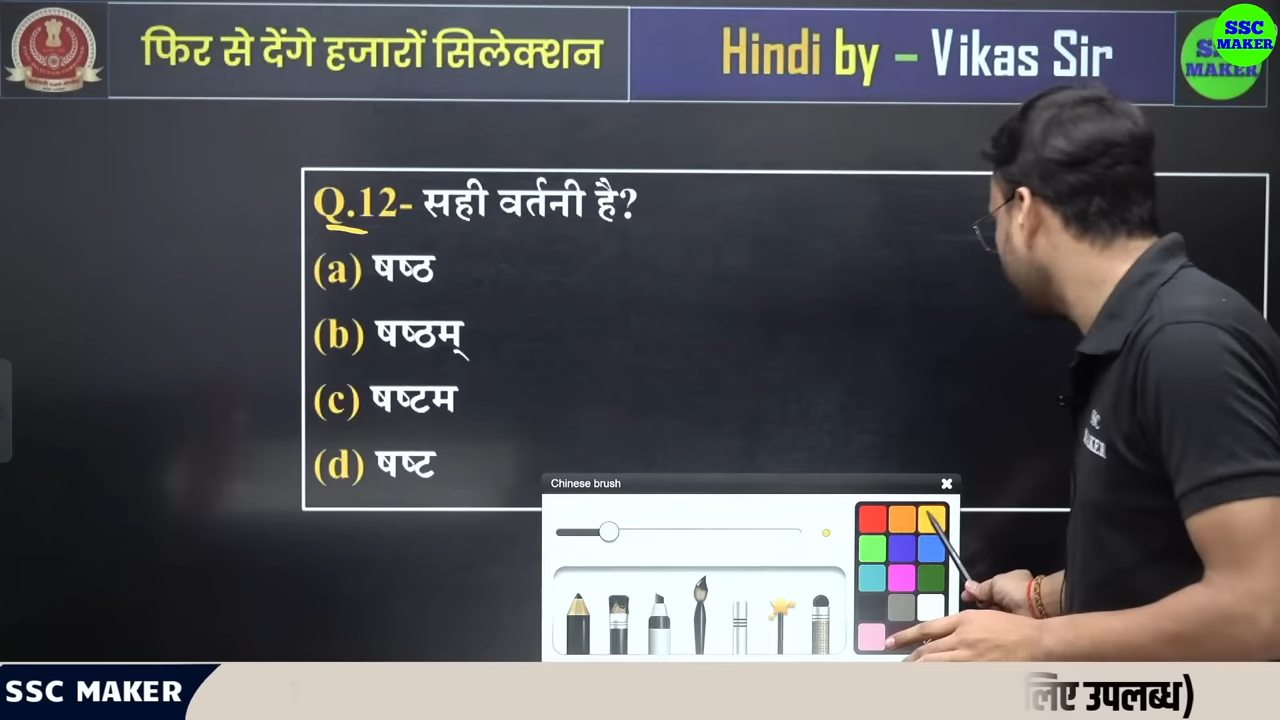 फिर से देंगे हजारों सिलेक्शन
Hindi by – Vikas Sir
SSC
MAKER
MAKER
Q.12- सही वर्तनी है?
(a) षष्ठ
(b) षष्ठम्
(c) षष्टम
(d) षष्ट
Chinese brush
SSC MAKER
लिए उपलब्ध)